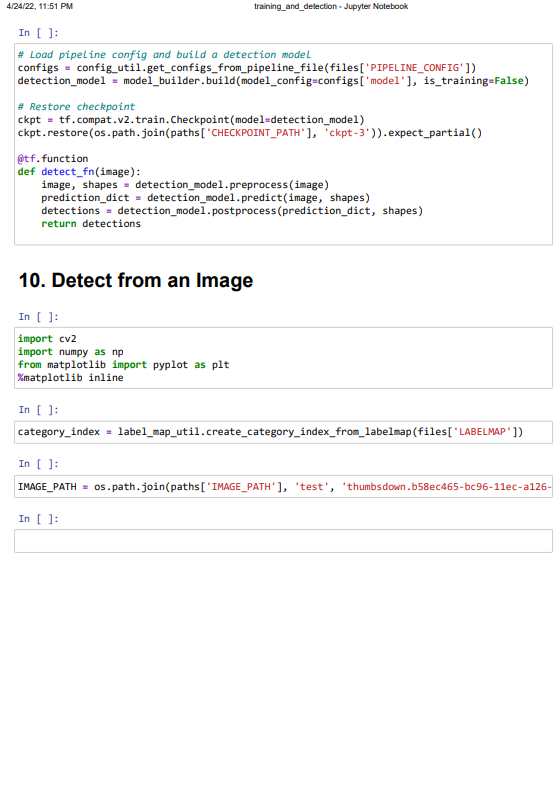 4/24/22, 11:51 PM training_and_detection - Jupyter Notebook
In [ ]:
# Load pipeline config and build a detection model
configs = config_util.get_configs_from_pipeline_file(files['PIPELINE_CONFIG'])
detection_model = model_builder.build(model_config=configs['model'], is_training=False)
# Restore checkpoint
ckpt = tf.compat.v2.train.Checkpoint(model=detection_model)
ckpt.restore(os.path.join(paths['CHECKPOINT_PATH'], 'ckpt-3')).expect_partial()
@tf.function
def detect_fn(image):
    image, shapes = detection_model.preprocess(image)
    prediction_dict = detection_model.predict(image, shapes)
    detections = detection_model.postprocess(prediction_dict, shapes)
    return detections
10. Detect from an Image
In [ ]:
import cv2
import numpy as np
from matplotlib import pyplot as plt
%matplotlib inline
In [ ]:
category_index = label_map_util.create_category_index_from_labelmap(files['LABELMAP'])
In [ ]:
IMAGE_PATH = os.path.join(paths['IMAGE_PATH'], 'test', 'thumbsdown.b58ec465-bc96-11ec-a126-
In [ ]: